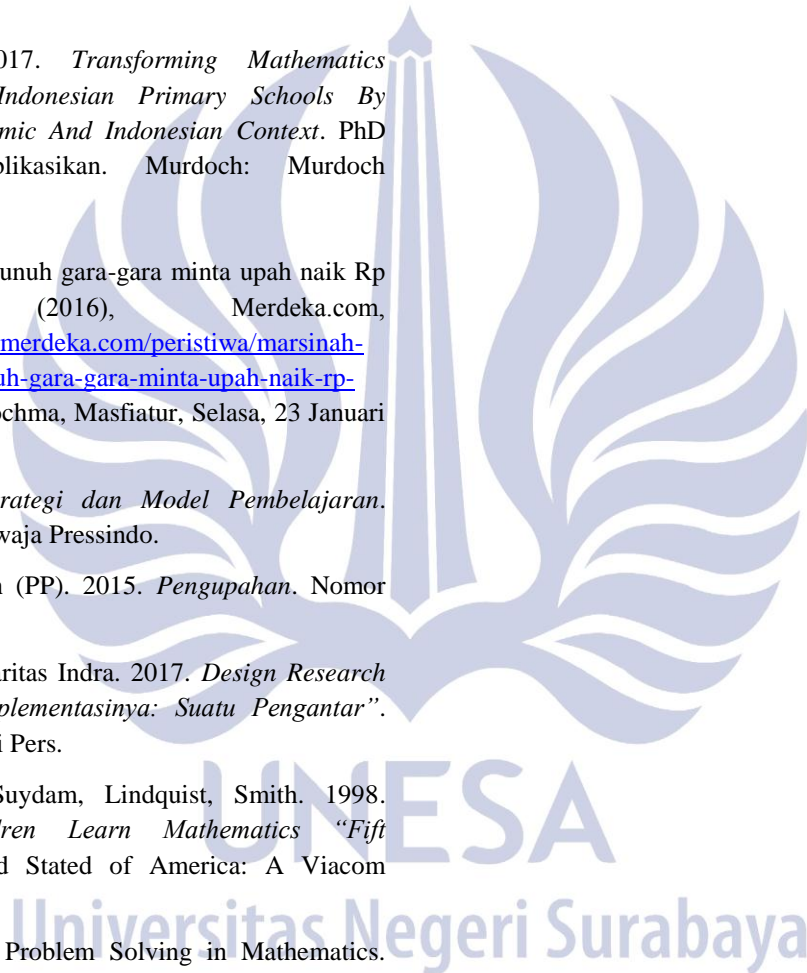 017. Transforming Mathematics
Indonesian Primary Schools By
mic And Indonesian Context. PhD
plikasikan. Murdoch: Murdoch
unuh gara-gara minta upah naik Rp
(2016), Merdeka.com,
merdeka.com/peristiwa/marsinah-
uh-gara-gara-minta-upah-naik-rp-
ochma, Masfiatur, Selasa, 23 Januari
rategi dan Model Pembelajaran.
waja Pressindo.
n (PP). 2015. Pengupahan. Nomor
aritas Indra. 2017. Design Research
plementasinya: Suatu Pengantar”.
i Pers.
Suydam, Lindquist, Smith. 1998.
dren Learn Mathematics “Fift
d Stated of America: A Viacom
Problem Solving in Mathematics.
UNESA
Universitas Negeri Surabaya